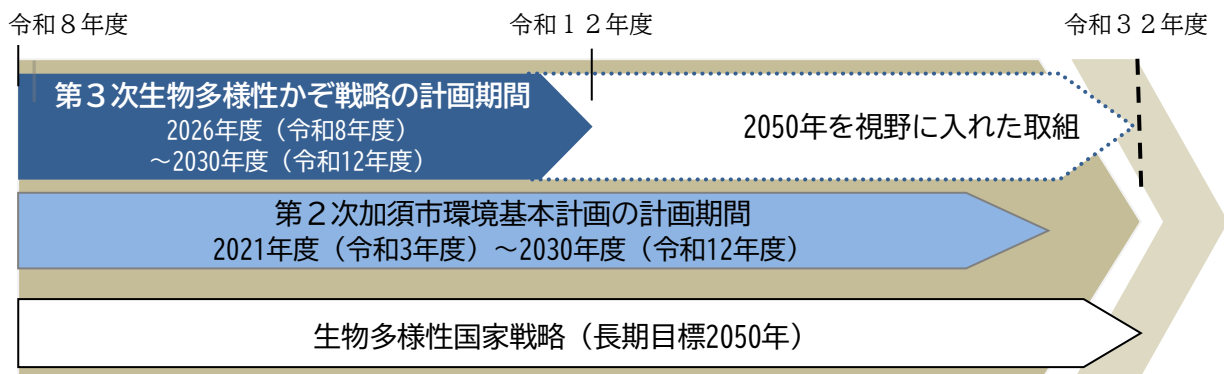 令和８年度
令和１２年度
令和３２年度
第３次生物多様性かぞ戦略の計画期間
2026年度（令和8年度）
～2030年度（令和12年度）
2050年を視野に入れた取組
第２次加須市環境基本計画の計画期間
2021年度（令和3年度）～2030年度（令和12年度）
生物多様性国家戦略（長期目標2050年）